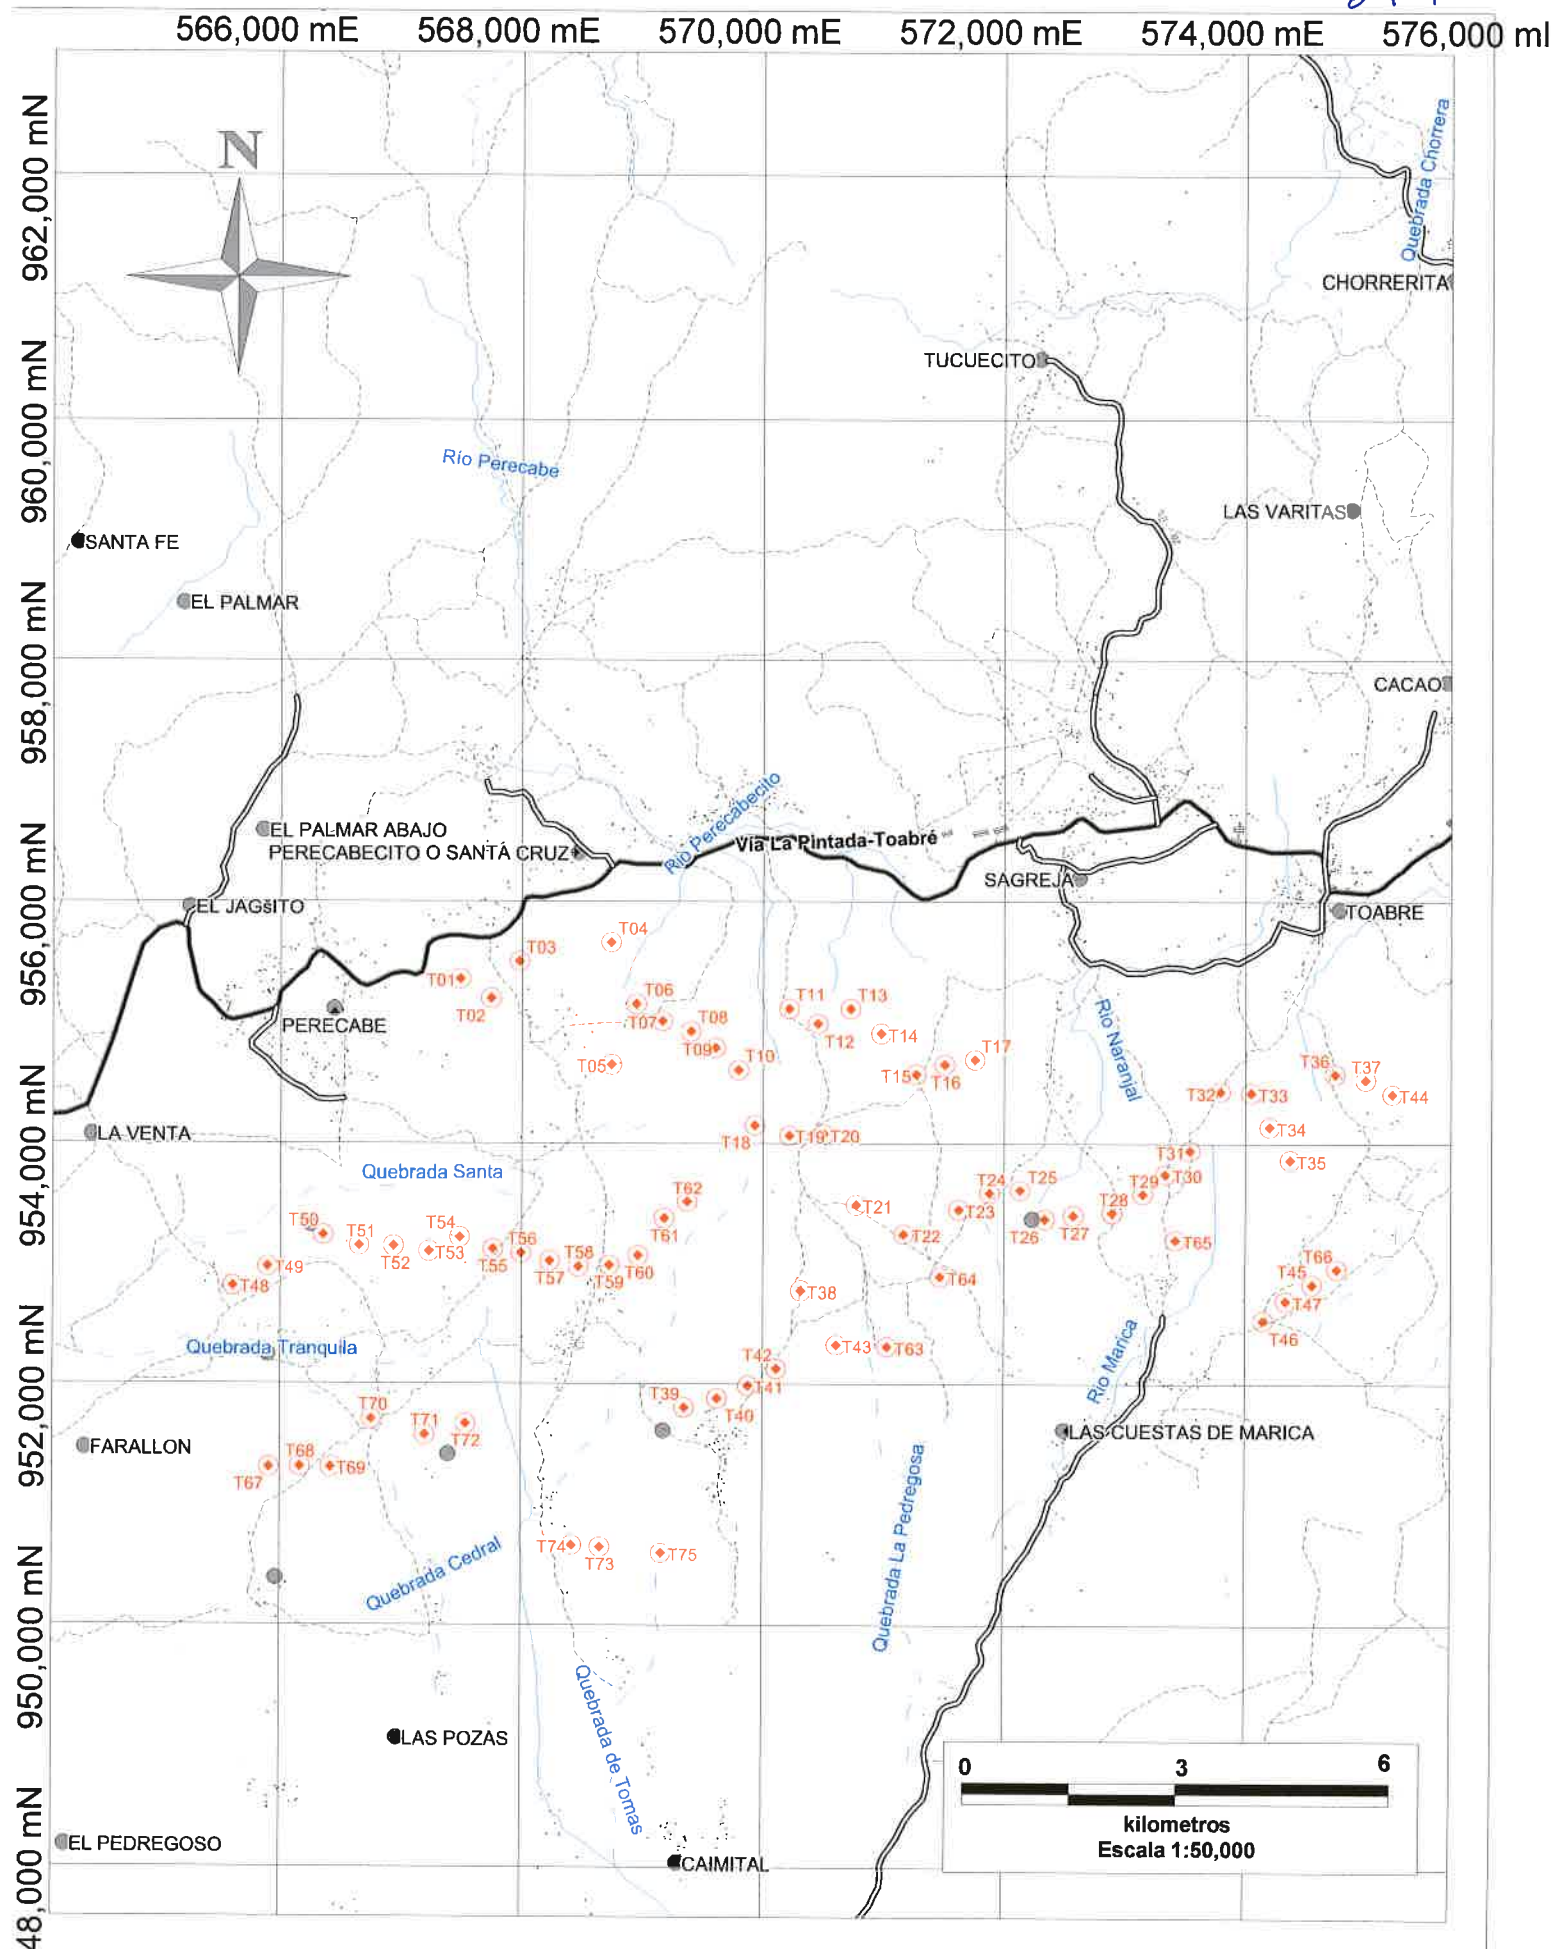 566,000 mE 568,000 mE 570,000 mE 572,000 mE 574,000 mE 576,000 ml
962,000 mN
960,000 mN
958,000 mN
956,000 mN
954,000 mN
952,000 mN
950,000 mN
48,000 mN
N
Quebrada Chorrera
CHORRERITA
TUCUECITO
Río Perecabe
LAS VARITAS
SANTA FE
EL PALMAR
CACAO
EL PALMAR ABAJO
PERECABECITO O SANTA CRUZ
Río Perecabecito
Vía La Pintada-Toabré
SAGREJA
EL JAGšITO
TOABRE
T04
T03
T01
T02
T06
T07
T08
T09
T10
T05
T11
T13
T12
T14
T15
T16
T17
PERECABE
Río Naranjal
T36
T37
T44
T32
T33
T34
T35
LA VENTA
T18
T19
T20
T31
T30
T29
T28
Quebrada Santa
T62
T61
T21
T22
T23
T24
T25
T26
T27
T65
T50
T51
T52
T53
T54
T55
T56
T57
T58
T59
T60
T49
T48
T38
T64
T66
T45
T47
T46
Quebrada Tranquila
T43
T63
T42
T41
T39
T40
Río Marica
T70
T71
T72
FARALLON
T67
T68
T69
LAS CUESTAS DE MARICA
Quebrada La Pedregosa
T74
T73
T75
Quebrada Cedral
Quebrada de Tomas
LAS POZAS
0 3 6
kilometros
Escala 1:50,000
EL PEDREGOSO
CAIMITAL